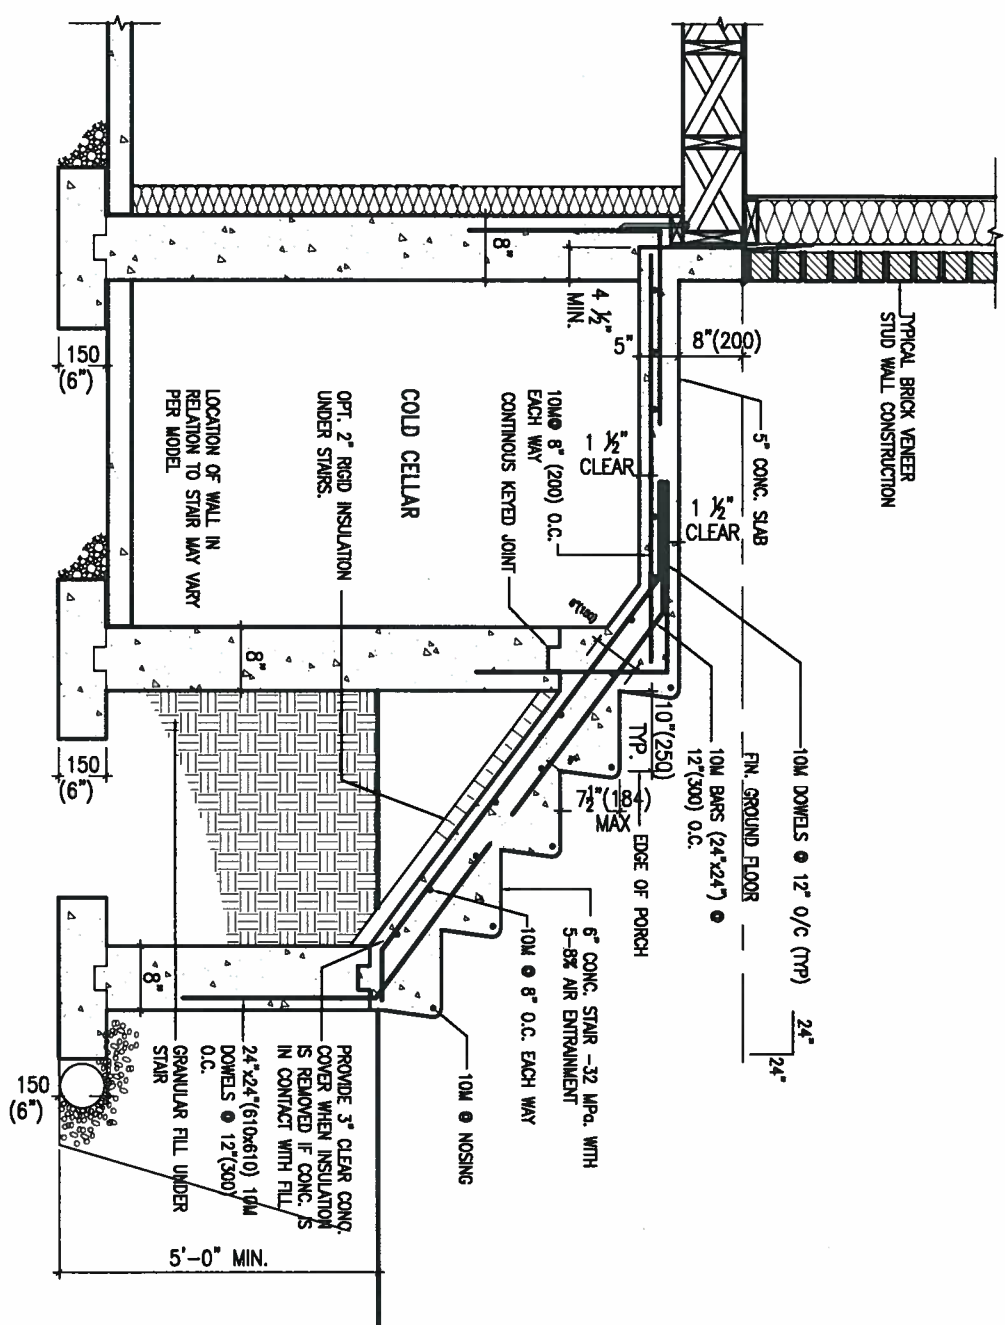 TYPICAL BRICK VENEER
STUD WALL CONSTRUCTION
5" CONC. SLAB
10M DOWELS @ 12" O/C (TYP)
24"
24"
FIN. GROUND FLOOR
10M BARS (24"x24") @
12"(300) O.C.
EDGE OF PORCH
6" CONC. STAIR -32 MPa. WITH
5-8% AIR ENTRAINMENT
10M @ 8" O.C. EACH WAY
10M @ NOSING
8"(200)
5"
4 ½"
MIN.
8"
1 ½"
CLEAR
1 ½"
CLEAR
10M@ 8" (200) O.C.
EACH WAY
CONTINOUS KEYED JOINT
6"(150)
10"(250)
TYP.
7½"(184)
MAX
COLD CELLAR
OPT. 2" RIGID INSULATION
UNDER STAIRS.
LOCATION OF WALL IN
RELATION TO STAIR MAY VARY
PER MODEL
8"
8"
PROVIDE 3" CLEAR CONC.
COVER WHEN INSULATION
IS REMOVED IF CONC. IS
IN CONTACT WITH FILL
24"x24"(610x610) 10M
DOWELS @ 12"(300)
O.C.
GRANULAR FILL UNDER
STAIR
150
(6")
150
(6")
150
(6")
5'-0" MIN.